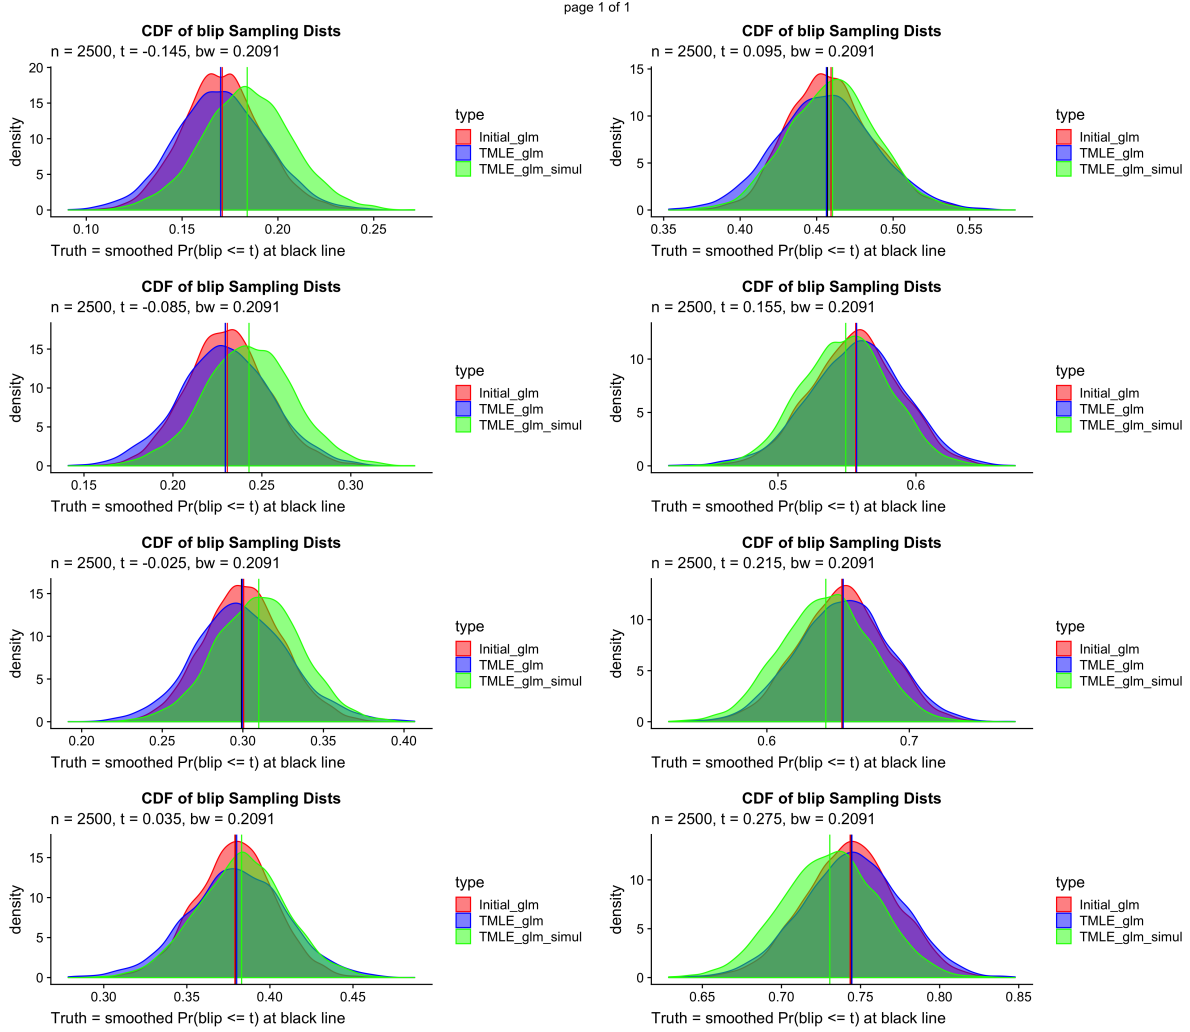 page 1 of 1
CDF of blip Sampling Dists
n = 2500, t = -0.145, bw = 0.2091
density
20
15
10
5
0
0.10 0.15 0.20 0.25
Truth = smoothed Pr(blip <= t) at black line
type
Initial_glm
TMLE_glm
TMLE_glm_simul
CDF of blip Sampling Dists
n = 2500, t = 0.095, bw = 0.2091
density
15
10
5
0
0.35 0.40 0.45 0.50 0.55
Truth = smoothed Pr(blip <= t) at black line
type
Initial_glm
TMLE_glm
TMLE_glm_simul
CDF of blip Sampling Dists
n = 2500, t = -0.085, bw = 0.2091
density
15
10
5
0
0.15 0.20 0.25 0.30
Truth = smoothed Pr(blip <= t) at black line
type
Initial_glm
TMLE_glm
TMLE_glm_simul
CDF of blip Sampling Dists
n = 2500, t = 0.155, bw = 0.2091
density
10
5
0
0.5 0.6
Truth = smoothed Pr(blip <= t) at black line
type
Initial_glm
TMLE_glm
TMLE_glm_simul
CDF of blip Sampling Dists
n = 2500, t = -0.025, bw = 0.2091
density
15
10
5
0
0.20 0.25 0.30 0.35 0.40
Truth = smoothed Pr(blip <= t) at black line
type
Initial_glm
TMLE_glm
TMLE_glm_simul
CDF of blip Sampling Dists
n = 2500, t = 0.215, bw = 0.2091
density
10
5
0
0.6 0.7
Truth = smoothed Pr(blip <= t) at black line
type
Initial_glm
TMLE_glm
TMLE_glm_simul
CDF of blip Sampling Dists
n = 2500, t = 0.035, bw = 0.2091
density
15
10
5
0
0.30 0.35 0.40 0.45
Truth = smoothed Pr(blip <= t) at black line
type
Initial_glm
TMLE_glm
TMLE_glm_simul
CDF of blip Sampling Dists
n = 2500, t = 0.275, bw = 0.2091
density
10
5
0
0.65 0.70 0.75 0.80 0.85
Truth = smoothed Pr(blip <= t) at black line
type
Initial_glm
TMLE_glm
TMLE_glm_simul